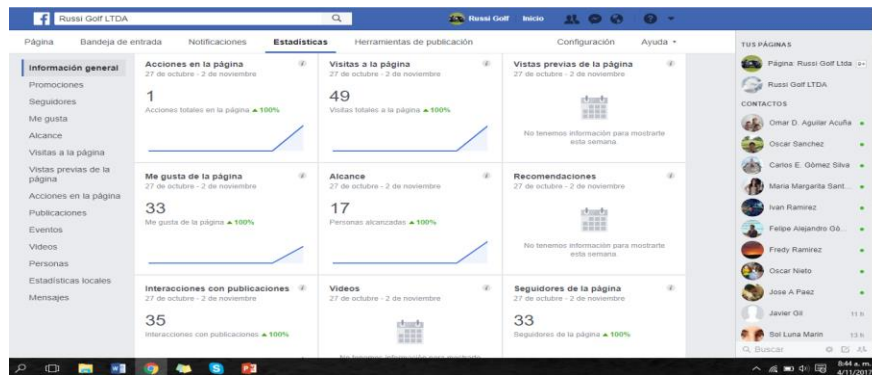 Russi Golf LTDA
Russi Golf Inicio
Página Bandeja de entrada Notificaciones Estadísticas Herramientas de publicación Configuración Ayuda
Información general
Promociones
Seguidores
Me gusta
Alcance
Visitas a la página
Vistas previas de la
página
Acciones en la página
Publicaciones
Eventos
Videos
Personas
Estadísticas locales
Mensajes
Acciones en la página
27 de octubre - 2 de noviembre
1
Acciones totales en la página 100%
Visitas a la página
27 de octubre - 2 de noviembre
49
Visitas totales a la página 100%
Vistas previas de la página
27 de octubre - 2 de noviembre
No tenemos información para mostrarte
esta semana.
Me gusta de la página
27 de octubre - 2 de noviembre
33
Me gusta de la página 100%
Alcance
27 de octubre - 2 de noviembre
17
Personas alcanzadas 100%
Recomendaciones
27 de octubre - 2 de noviembre
No tenemos información para mostrarte
esta semana.
Interacciones con publicaciones
27 de octubre - 2 de noviembre
35
Interacciones con publicaciones 100%
Videos
27 de octubre - 2 de noviembre
No tenemos información para mostrarte
Seguidores de la página
27 de octubre - 2 de noviembre
33
Seguidores de la página 100%
TUS PÁGINAS
Página: Russi Golf Ltda
Russi Golf LTDA
CONTACTOS
Omar D. Aguilar Acuña
Oscar Sanchez
Carlos E. Gómez Silva
Maria Margarita Sant...
Ivan Ramirez
Felipe Alejandro Gó...
Fredy Ramirez
Oscar Nieto
Jose A Paez
Javier Gil 11 h
Sol Luna Marin 13 h
Buscar
8:44 a. m.
4/11/2017